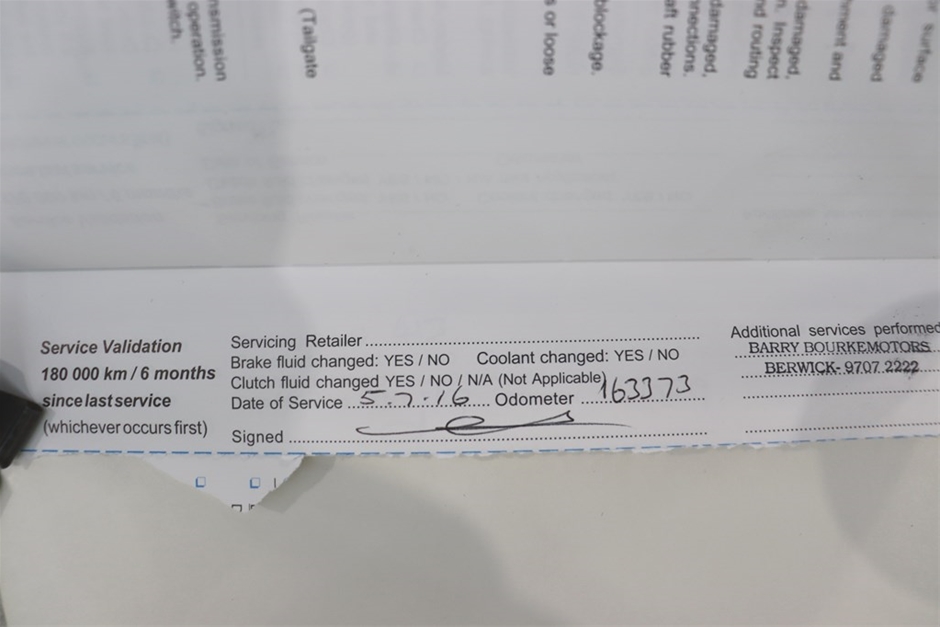 nsmission
operation.
witch.
(Tailgate
s or loose
blockage.
damaged,
nnections.
aft rubber
damaged,
n. Inspect
nd routing
nment and
damaged
or surface
Service Validation
180 000 km / 6 months
since last service
(whichever occurs first)
Servicing Retailer
Brake fluid changed: YES / NO Coolant changed: YES / NO
Clutch fluid changed YES / NO / N/A (Not Applicable)
Date of Service 5.7.16 Odometer 163373
Signed
Additional services performed
BARRY BOURKEMOTORS
BERWICK- 9707 2222